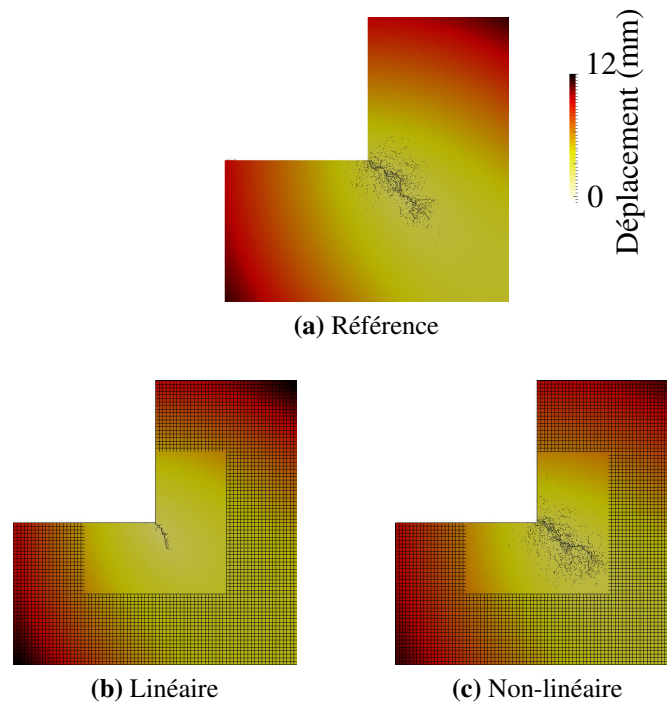 12
0
Déplacement (mm)
(a) Référence
(b) Linéaire
(c) Non-linéaire